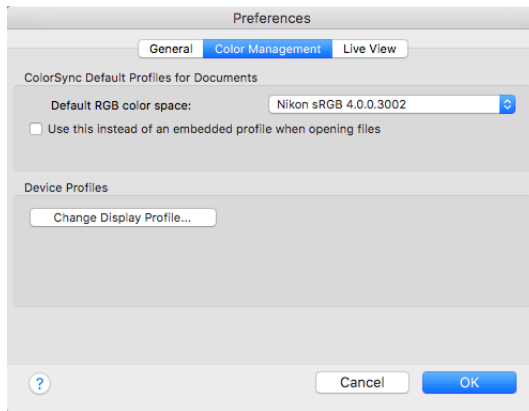 Preferences
General Color Management Live View
ColorSync Default Profiles for Documents
Default RGB color space: Nikon sRGB 4.0.0.3002
Use this instead of an embedded profile when opening files
Device Profiles
Change Display Profile...
? Cancel OK